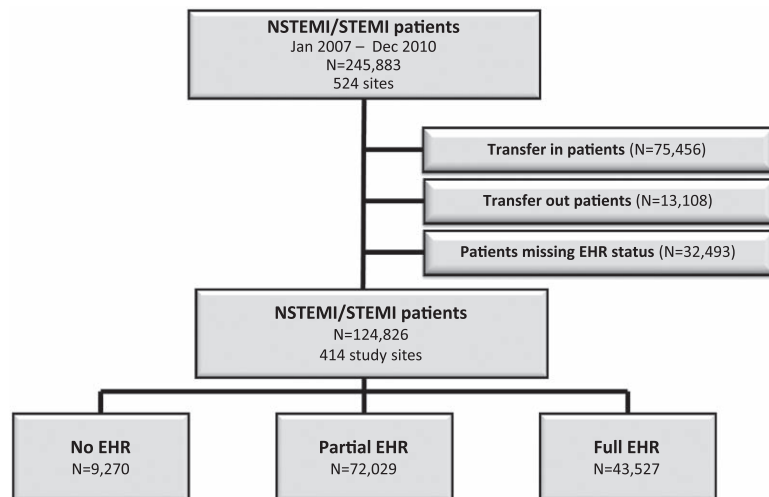 NSTEMI/STEMI patients
Jan 2007 – Dec 2010
N=245,883
524 sites
Transfer in patients (N=75,456)
Transfer out patients (N=13,108)
Patients missing EHR status (N=32,493)
NSTEMI/STEMI patients
N=124,826
414 study sites
No EHR
N=9,270
Partial EHR
N=72,029
Full EHR
N=43,527